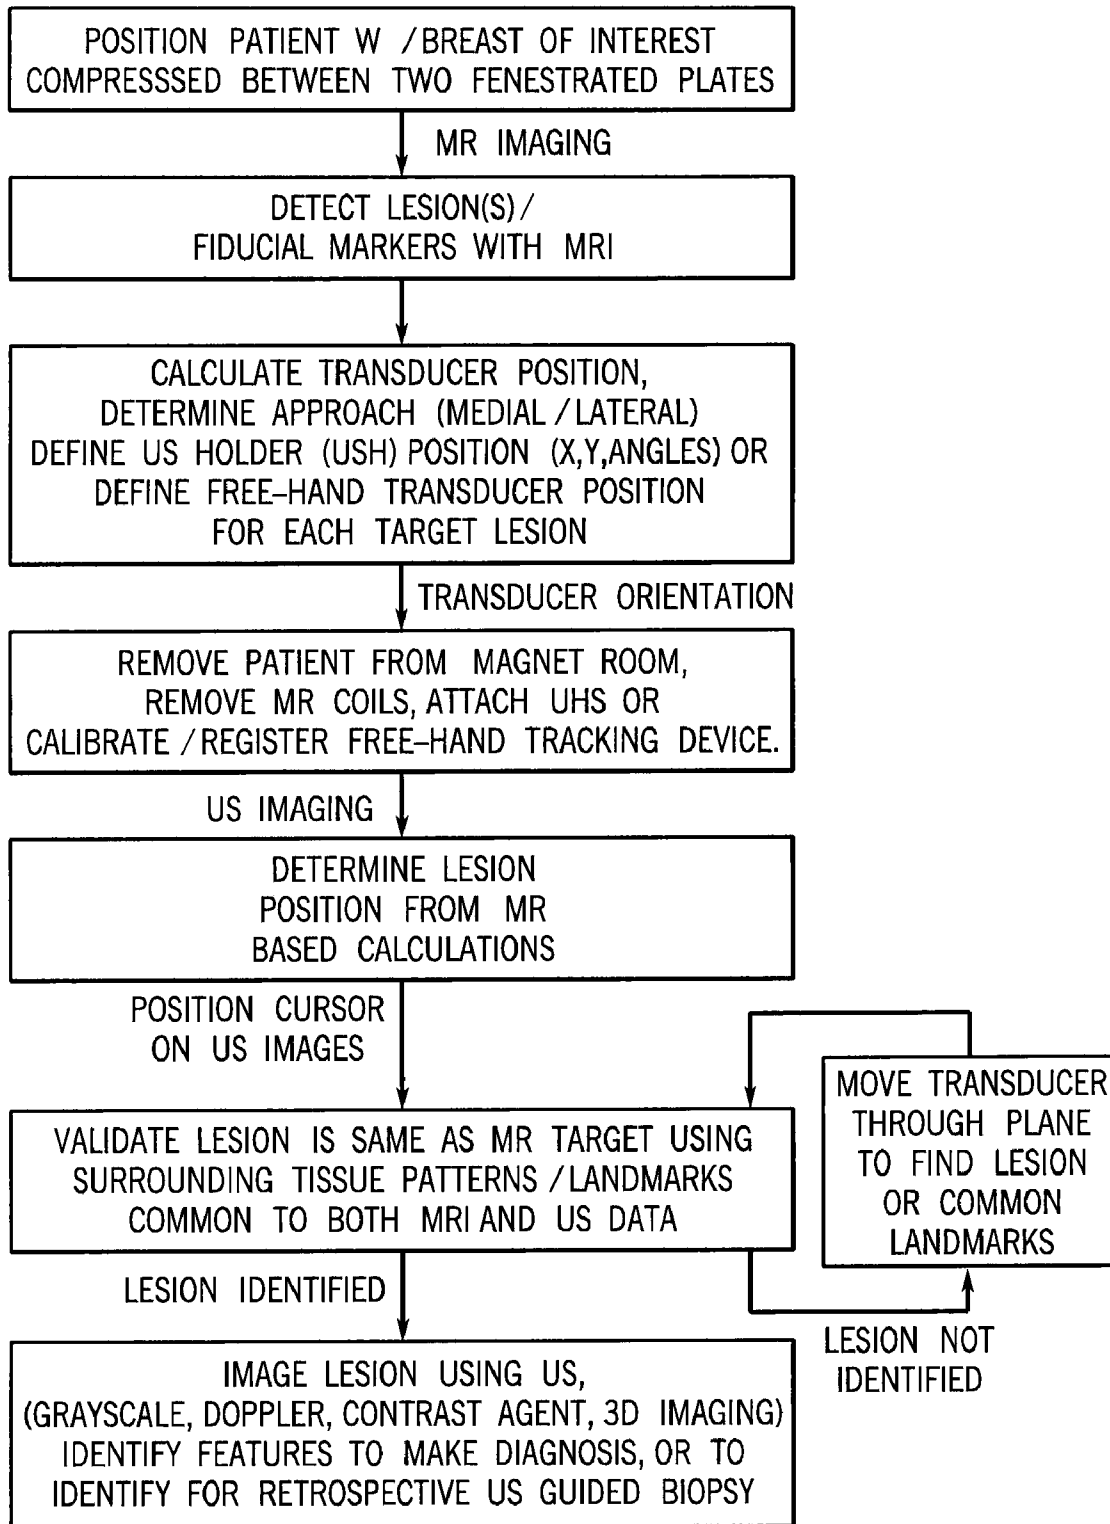 POSITION PATIENT W / BREAST OF INTEREST
COMPRESSSED BETWEEN TWO FENESTRATED PLATES
MR IMAGING
DETECT LESION(S) /
FIDUCIAL MARKERS WITH MRI
CALCULATE TRANSDUCER POSITION,
DETERMINE APPROACH (MEDIAL / LATERAL)
DEFINE US HOLDER (USH) POSITION (X,Y,ANGLES) OR
DEFINE FREE-HAND TRANSDUCER POSITION
FOR EACH TARGET LESION
TRANSDUCER ORIENTATION
REMOVE PATIENT FROM MAGNET ROOM,
REMOVE MR COILS, ATTACH UHS OR
CALIBRATE / REGISTER FREE-HAND TRACKING DEVICE.
US IMAGING
DETERMINE LESION
POSITION FROM MR
BASED CALCULATIONS
POSITION CURSOR
ON US IMAGES
VALIDATE LESION IS SAME AS MR TARGET USING
SURROUNDING TISSUE PATTERNS / LANDMARKS
COMMON TO BOTH MRI AND US DATA
MOVE TRANSDUCER
THROUGH PLANE
TO FIND LESION
OR COMMON
LANDMARKS
LESION IDENTIFIED
LESION NOT
IDENTIFIED
IMAGE LESION USING US,
(GRAYSCALE, DOPPLER, CONTRAST AGENT, 3D IMAGING)
IDENTIFY FEATURES TO MAKE DIAGNOSIS, OR TO
IDENTIFY FOR RETROSPECTIVE US GUIDED BIOPSY